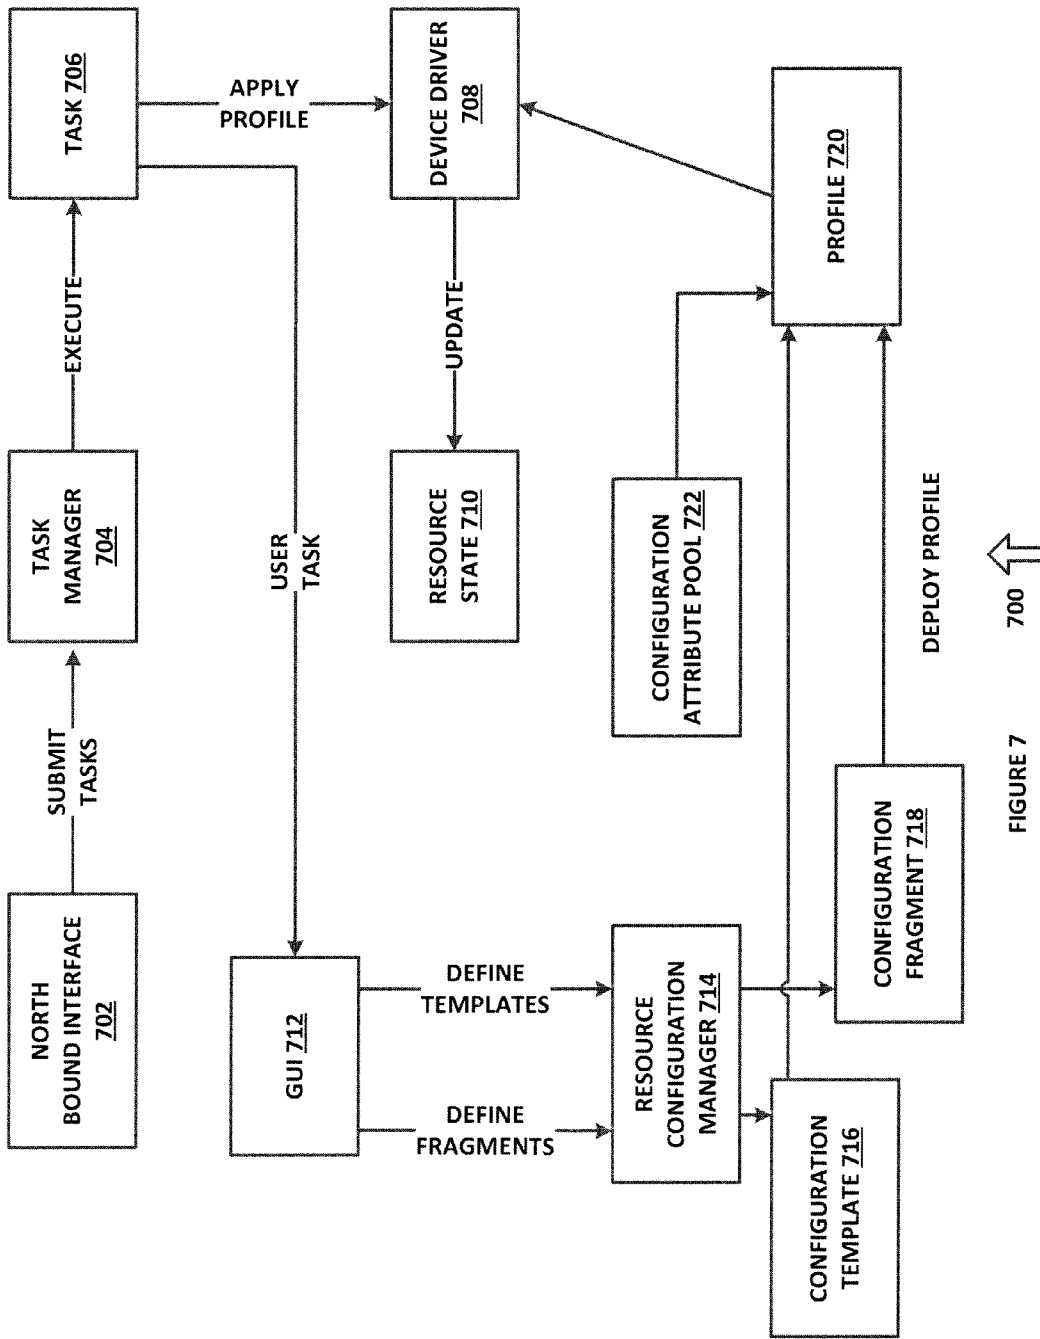 NORTH
BOUND INTERFACE
702
SUBMIT
TASKS
TASK
MANAGER
704
EXECUTE
TASK 706
GUI 712
USER
TASK
APPLY
PROFILE
DEFINE
FRAGMENTS
DEFINE
TEMPLATES
RESOURCE
STATE 710
UPDATE
DEVICE DRIVER
708
RESOURCE
CONFIGURATION
MANAGER 714
CONFIGURATION
ATTRIBUTE POOL 722
CONFIGURATION
TEMPLATE 716
CONFIGURATION
FRAGMENT 718
PROFILE 720
DEPLOY PROFILE
FIGURE 7
700